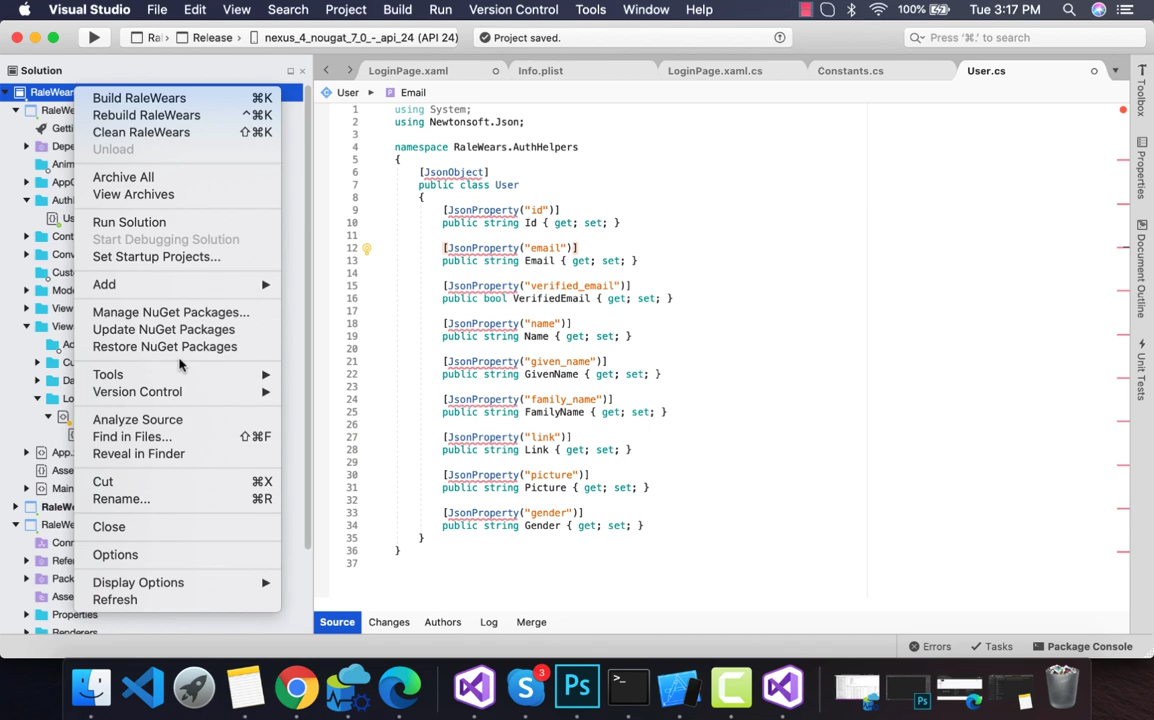 Visual Studio File Edit View Search Project Build Run Version Control Tools Window Help 100% Tue 3:17 PM
Ral Release nexus_4_nougat_7_0_-_api_24 (API 24) Project saved. Press '⌘.' to search
Solution LoginPage.xaml Info.plist LoginPage.xaml.cs Constants.cs User.cs
RaleWears
User Email
Build RaleWears ⌘K
Rebuild RaleWears ^⌘K
Clean RaleWears ⇧⌘K
Unload
Archive All
View Archives
Run Solution
Start Debugging Solution
Set Startup Projects...
Add
Manage NuGet Packages...
Update NuGet Packages
Restore NuGet Packages
Tools
Version Control
Analyze Source
Find in Files... ⇧⌘F
Reveal in Finder
Cut ⌘X
Rename... ⌘R
Close
Options
Display Options
Refresh
Properties
Renderers
1 using System;
2 using Newtonsoft.Json;
3
4 namespace RaleWears.AuthHelpers
5 {
6 [JsonObject]
7 public class User
8 {
9 [JsonProperty("id")]
10 public string Id { get; set; }
11
12 [JsonProperty("email")]
13 public string Email { get; set; }
14
15 [JsonProperty("verified_email")]
16 public bool VerifiedEmail { get; set; }
17
18 [JsonProperty("name")]
19 public string Name { get; set; }
20
21 [JsonProperty("given_name")]
22 public string GivenName { get; set; }
23
24 [JsonProperty("family_name")]
25 public string FamilyName { get; set; }
26
27 [JsonProperty("link")]
28 public string Link { get; set; }
29
30 [JsonProperty("picture")]
31 public string Picture { get; set; }
32
33 [JsonProperty("gender")]
34 public string Gender { get; set; }
35 }
36 }
37
Toolbox
Properties
Document Outline
Unit Tests
Source Changes Authors Log Merge
Errors Tasks Package Console
3
Ps